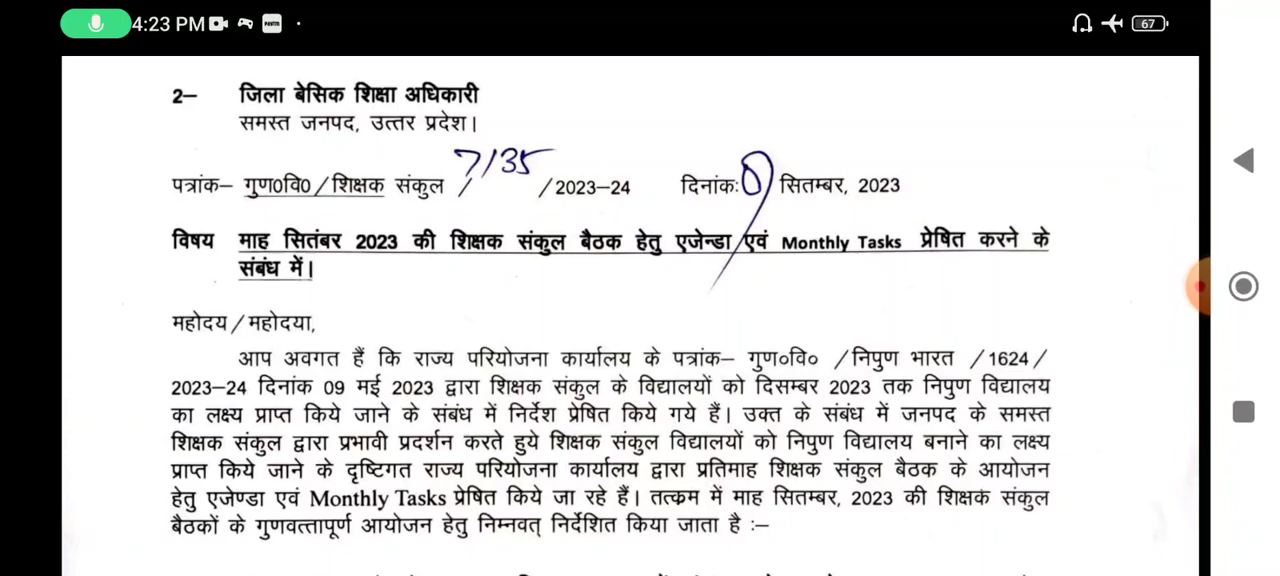 4:23 PM
67
2– जिला बेसिक शिक्षा अधिकारी
समस्त जनपद, उत्तर प्रदेश।
पत्रांक– गुण0वि0/शिक्षक संकुल / 7135 /2023–24 दिनांकः सितम्बर, 2023
विषय माह सितंबर 2023 की शिक्षक संकुल बैठक हेतु एजेन्डा एवं Monthly Tasks प्रेषित करने के
संबंध में।
महोदय/महोदया,
आप अवगत हैं कि राज्य परियोजना कार्यालय के पत्रांक– गुण०वि० /निपुण भारत /1624/
2023–24 दिनांक 09 मई 2023 द्वारा शिक्षक संकुल के विद्यालयों को दिसम्बर 2023 तक निपुण विद्यालय
का लक्ष्य प्राप्त किये जाने के संबंध में निर्देश प्रेषित किये गये हैं। उक्त के संबंध में जनपद के समस्त
शिक्षक संकुल द्वारा प्रभावी प्रदर्शन करते हुये शिक्षक संकुल विद्यालयों को निपुण विद्यालय बनाने का लक्ष्य
प्राप्त किये जाने के दृष्टिगत राज्य परियोजना कार्यालय द्वारा प्रतिमाह शिक्षक संकुल बैठक के आयोजन
हेतु एजेण्डा एवं Monthly Tasks प्रेषित किये जा रहे हैं। तत्क्रम में माह सितम्बर, 2023 की शिक्षक संकुल
बैठकों के गुणवत्तापूर्ण आयोजन हेतु निम्नवत् निर्देशित किया जाता है :–